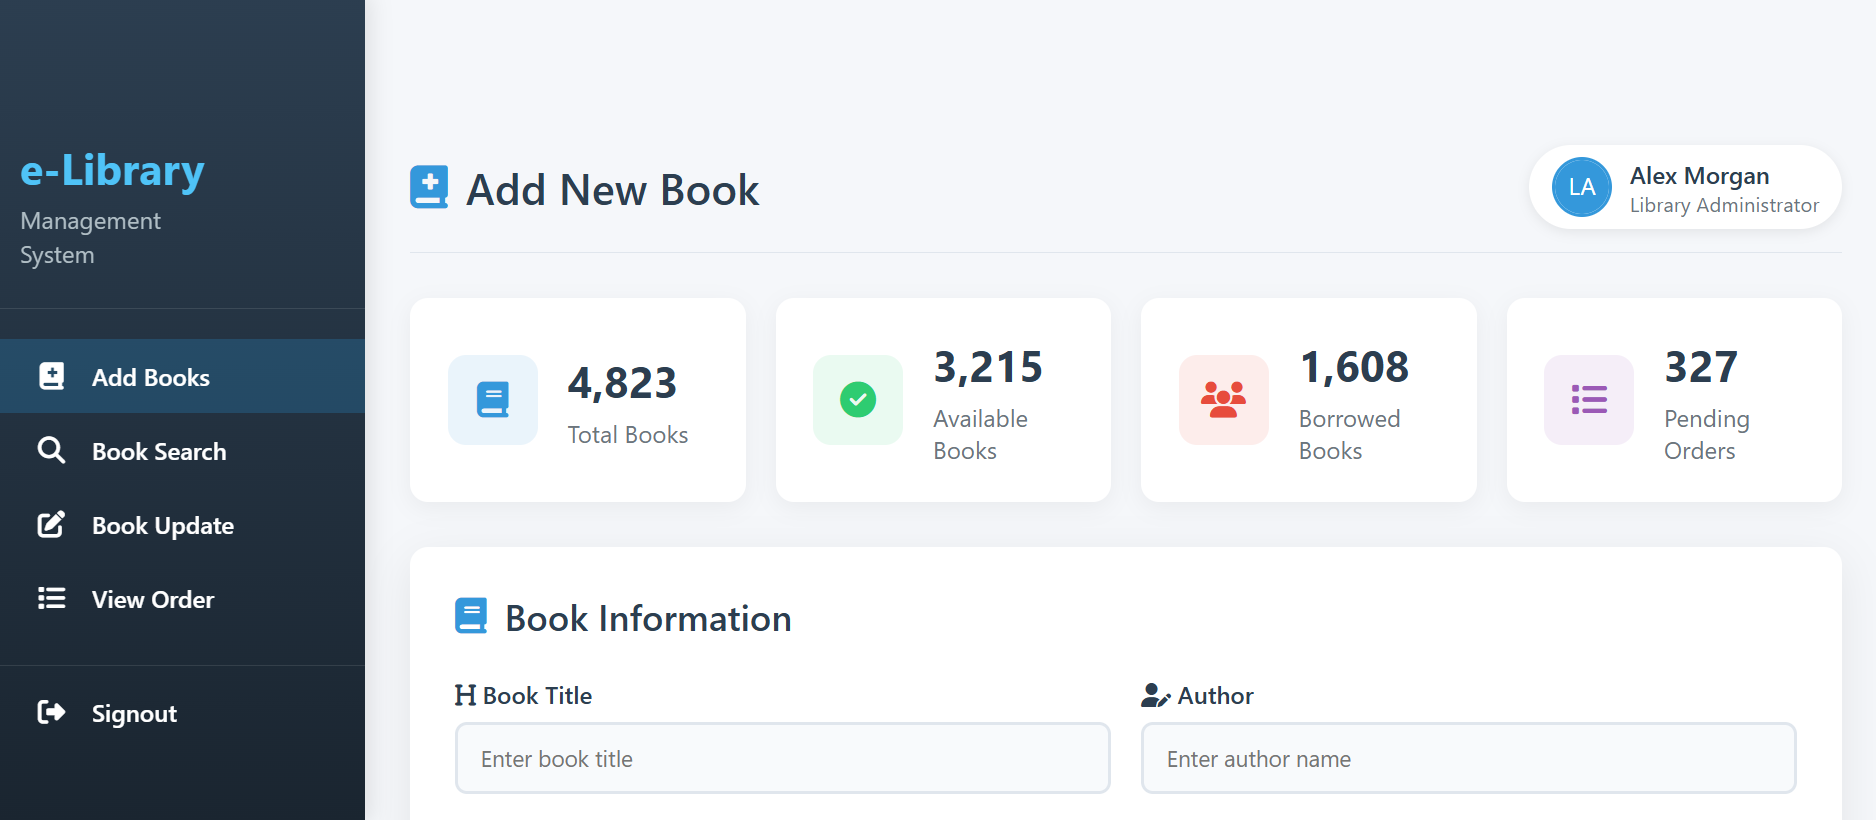 e-Library
Management
System
Add Books
Book Search
Book Update
View Order
Signout
Add New Book
LA
Alex Morgan
Library Administrator
4,823
Total Books
3,215
Available
Books
1,608
Borrowed
Books
327
Pending
Orders
Book Information
Book Title
Enter book title
Author
Enter author name